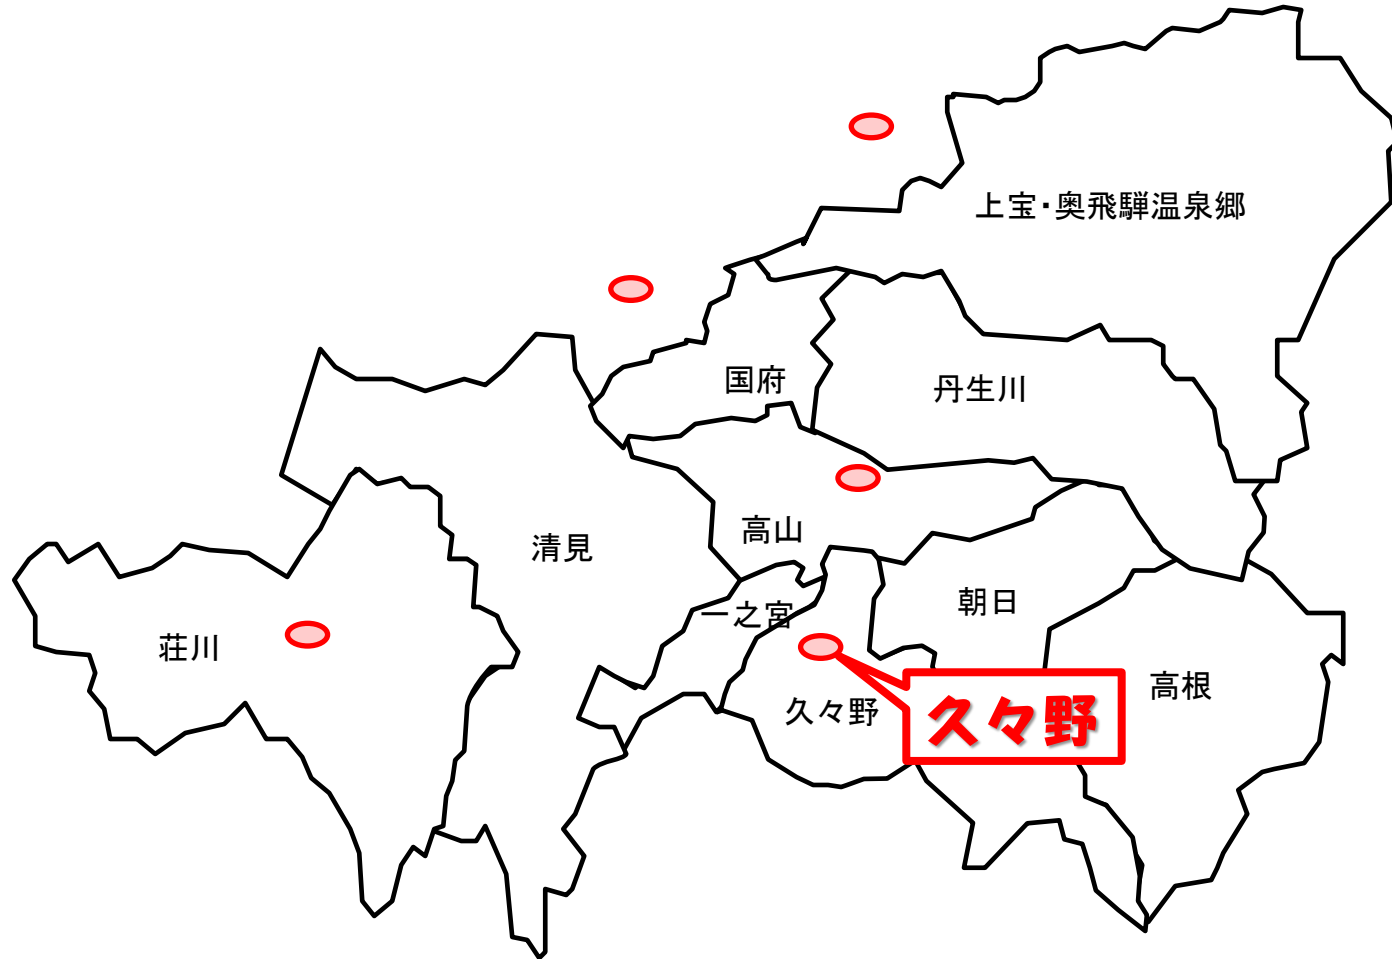 上宝・奥飛騨温泉郷
国府
丹生川
高山
清見
一之宮
朝日
荘川
高根
久々野
久々野